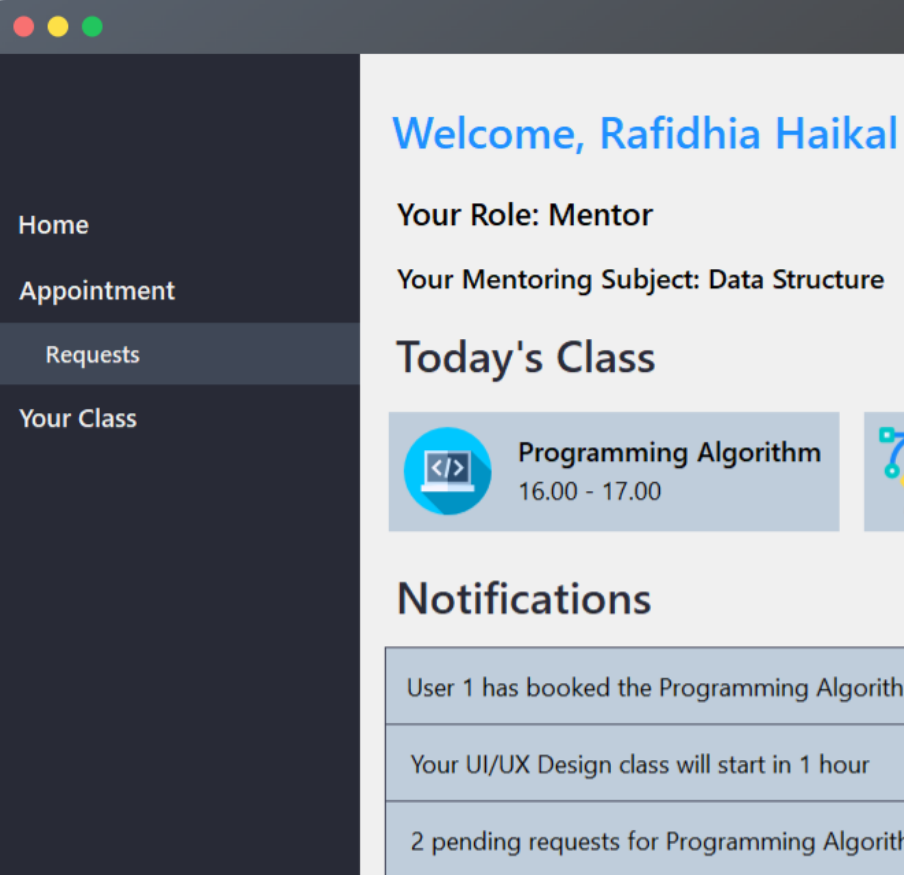 Welcome, Rafidhia Haikal
Home
Your Role: Mentor
Appointment
Your Mentoring Subject: Data Structure
Requests
Today's Class
Your Class
</>
Programming Algorithm
16.00 - 17.00
Notifications
User 1 has booked the Programming Algorith
Your UI/UX Design class will start in 1 hour
2 pending requests for Programming Algorith